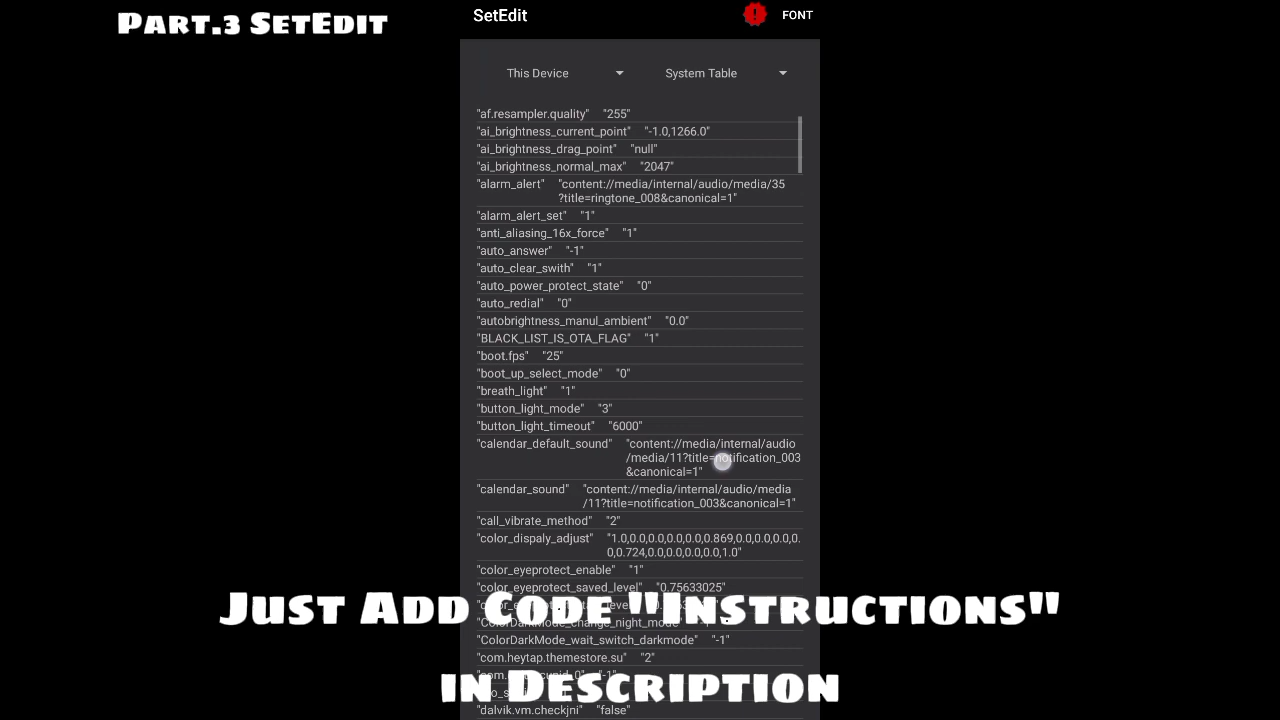 Part.3 SetEdit
SetEdit
FONT
This Device
System Table
"af.resampler.quality" "255"
"ai_brightness_current_point" "-1.0,1266.0"
"ai_brightness_drag_point" "null"
"ai_brightness_normal_max" "2047"
"alarm_alert" "content://media/internal/audio/media/35
?title=ringtone_008&canonical=1"
"alarm_alert_set" "1"
"anti_aliasing_16x_force" "1"
"auto_answer" "-1"
"auto_clear_swith" "1"
"auto_power_protect_state" "0"
"auto_redial" "0"
"autobrightness_manul_ambient" "0.0"
"BLACK_LIST_IS_OTA_FLAG" "1"
"boot.fps" "25"
"boot_up_select_mode" "0"
"breath_light" "1"
"button_light_mode" "3"
"button_light_timeout" "6000"
"calendar_default_sound" "content://media/internal/audio
/media/11?title=notification_003
&canonical=1"
"calendar_sound" "content://media/internal/audio/media
/11?title=notification_003&canonical=1"
"call_vibrate_method" "2"
"color_dispaly_adjust" "1.0,0.0,0.0,0.0,0.0,0.869,0.0,0.0,0.0,0.
0,0.724,0.0,0.0,0.0,0.0,1.0"
"color_eyeprotect_enable" "1"
"color_eyeprotect_saved_level" "0.75633025"
Just Add Code "Instructions"
"ColorDarkMode_change_night_mode"
"ColorDarkMode_wait_switch_darkmode" "-1"
"com.heytap.themestore.su" "2"
in Description
"dalvik.vm.checkjni" "false"